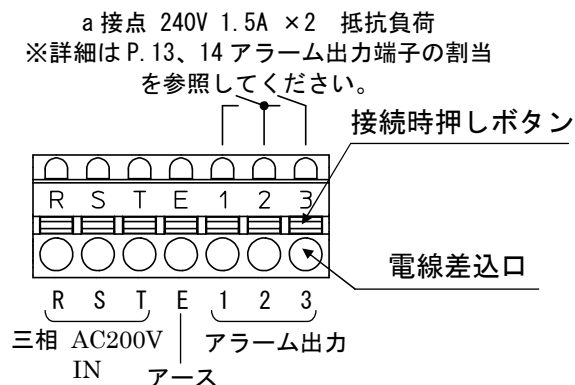 a接点 240V 1.5A ×2 抵抗負荷
※詳細はP.13、14アラーム出力端子の割当
を参照してください。
接続時押しボタン
R S T E 1 2 3
電線差込口
R S T E 1 2 3
三相 AC200V アラーム出力
IN アース